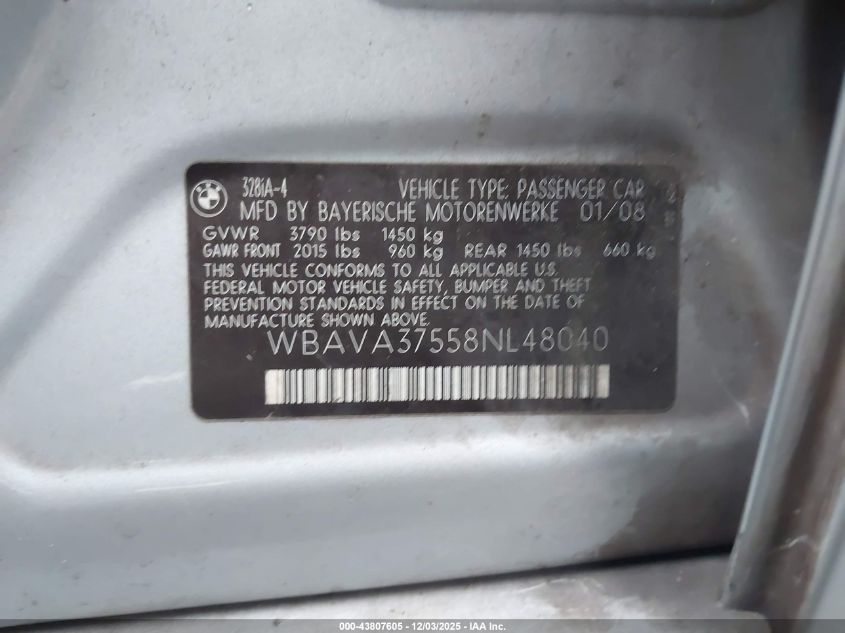 328iA-4 VEHICLE TYPE: PASSENGER CAR
MFD BY BAYERISCHE MOTORENWERKE 01/08
GVWR 3790 lbs 1450 kg
GAWR FRONT 2015 lbs 960 kg REAR 1450 lbs 660 kg
THIS VEHICLE CONFORMS TO ALL APPLICABLE U.S.
FEDERAL MOTOR VEHICLE SAFETY, BUMPER AND THEFT
PREVENTION STANDARDS IN EFFECT ON THE DATE OF
MANUFACTURE SHOWN ABOVE.
WBAVA37558NL48040
000-43807605 - 12/03/2025 - IAA Inc.